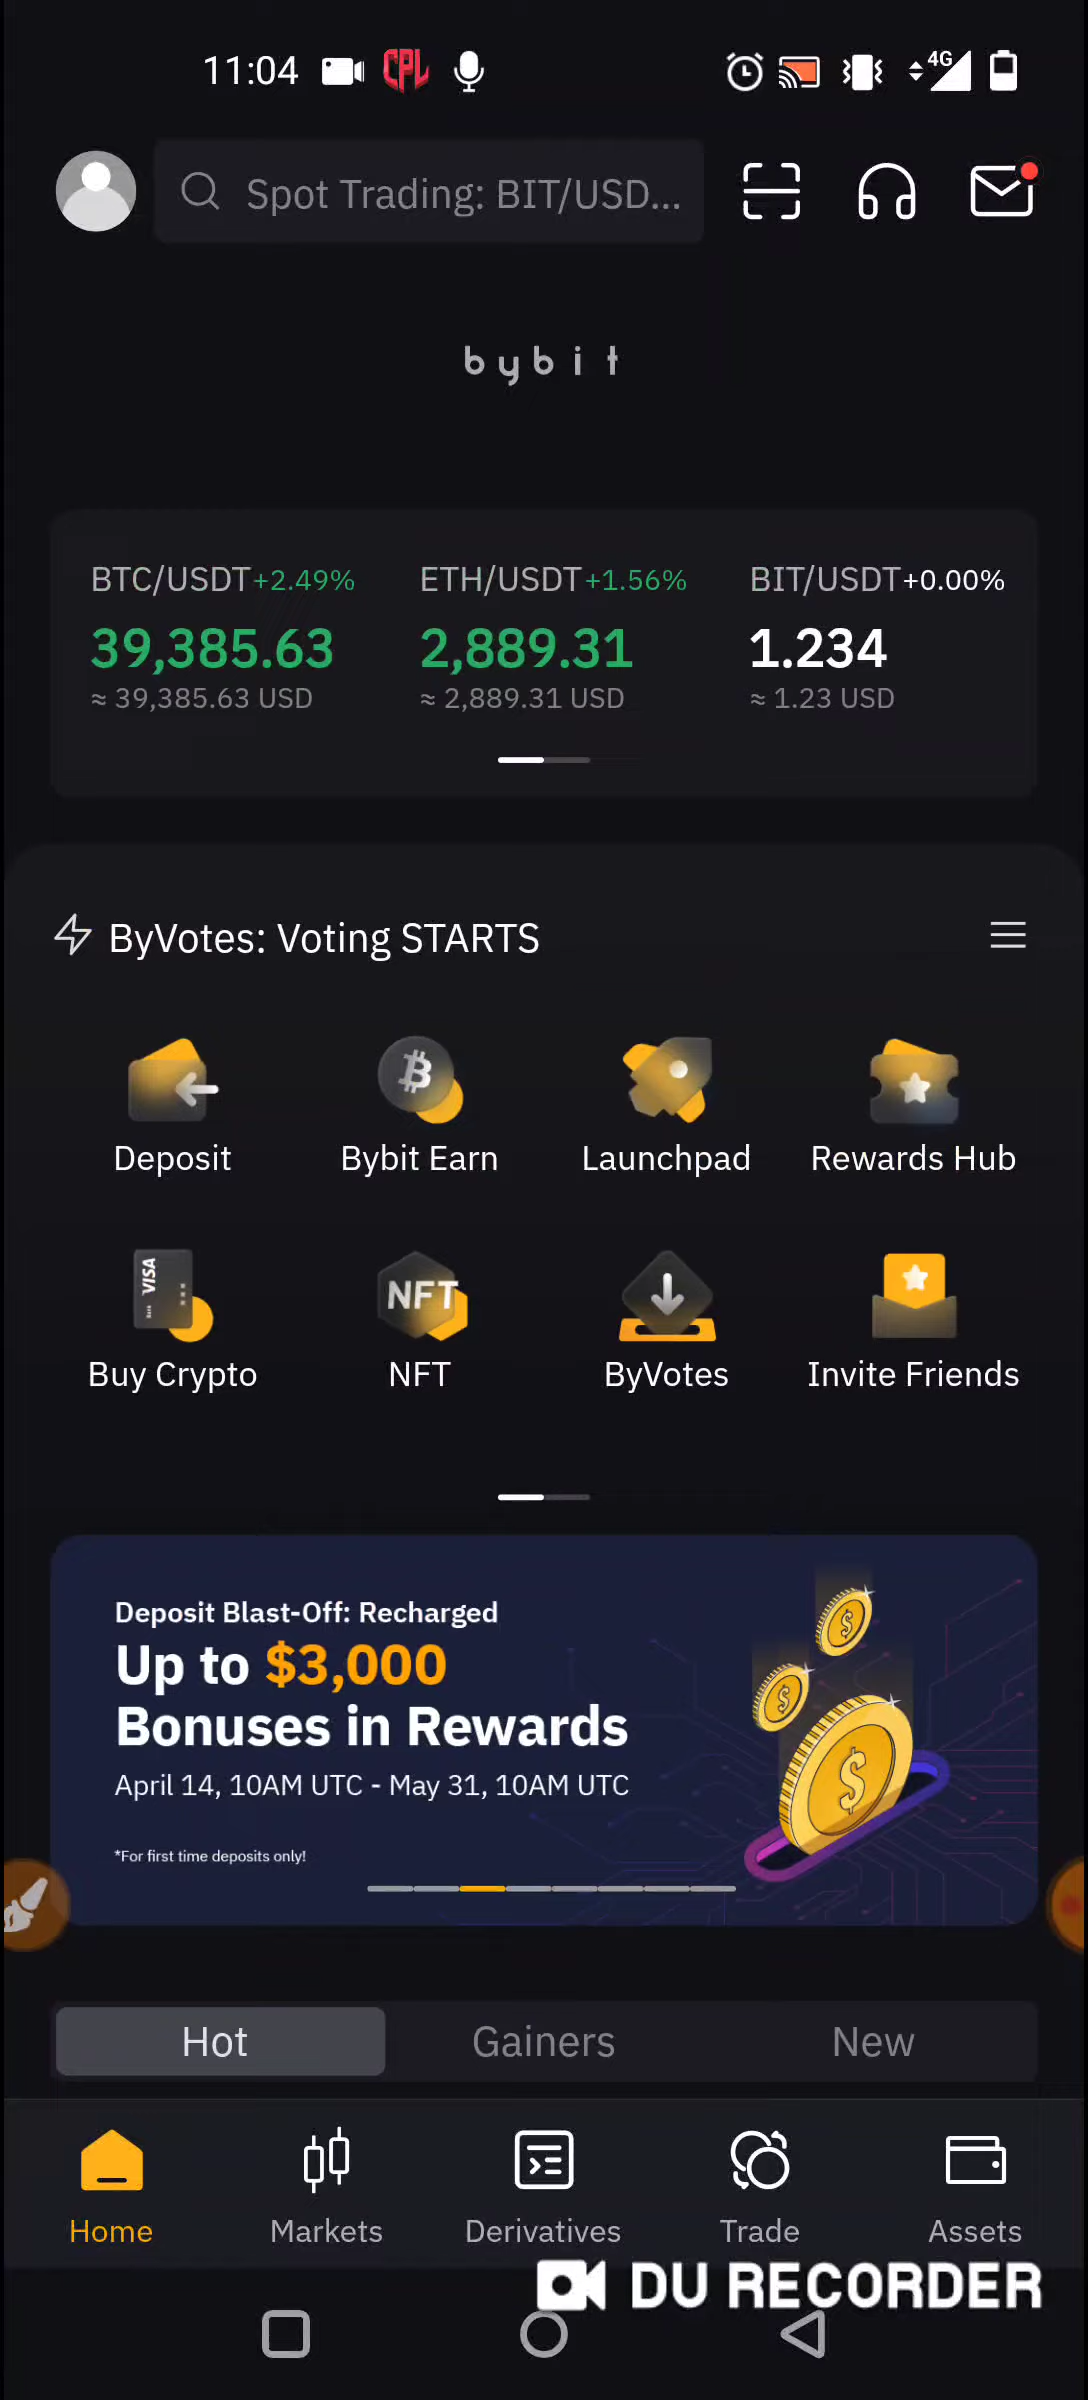 11:04 CPL 4G
Spot Trading: BIT/USD...
bybit
BTC/USDT+2.49% ETH/USDT+1.56% BIT/USDT+0.00%
39,385.63 2,889.31 1.234
≈ 39,385.63 USD ≈ 2,889.31 USD ≈ 1.23 USD
ByVotes: Voting STARTS
Deposit Bybit Earn Launchpad Rewards Hub
VISA NFT
Buy Crypto NFT ByVotes Invite Friends
Deposit Blast-Off: Recharged
Up to $3,000
Bonuses in Rewards
April 14, 10AM UTC - May 31, 10AM UTC
*For first time deposits only!
Hot Gainers New
Home Markets Derivatives Trade Assets
DU RECORDER